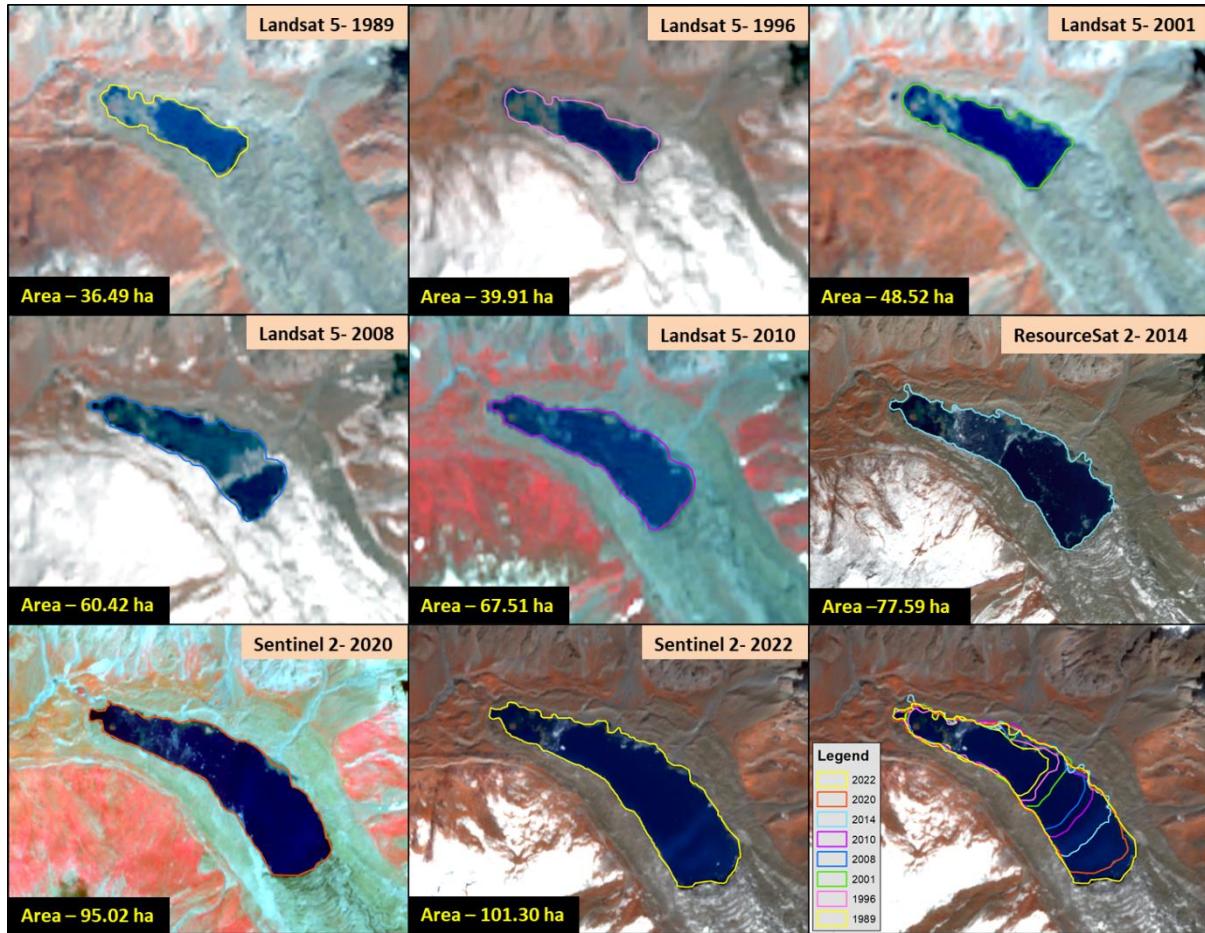 Landsat 5- 1989
Area – 36.49 ha
Landsat 5- 1996
Area – 39.91 ha
Landsat 5- 2001
Area – 48.52 ha
Landsat 5- 2008
Area – 60.42 ha
Landsat 5- 2010
Area – 67.51 ha
ResourceSat 2- 2014
Area –77.59 ha
Sentinel 2- 2020
Area – 95.02 ha
Sentinel 2- 2022
Area – 101.30 ha
Legend
2022
2020
2014
2010
2008
2001
1996
1989